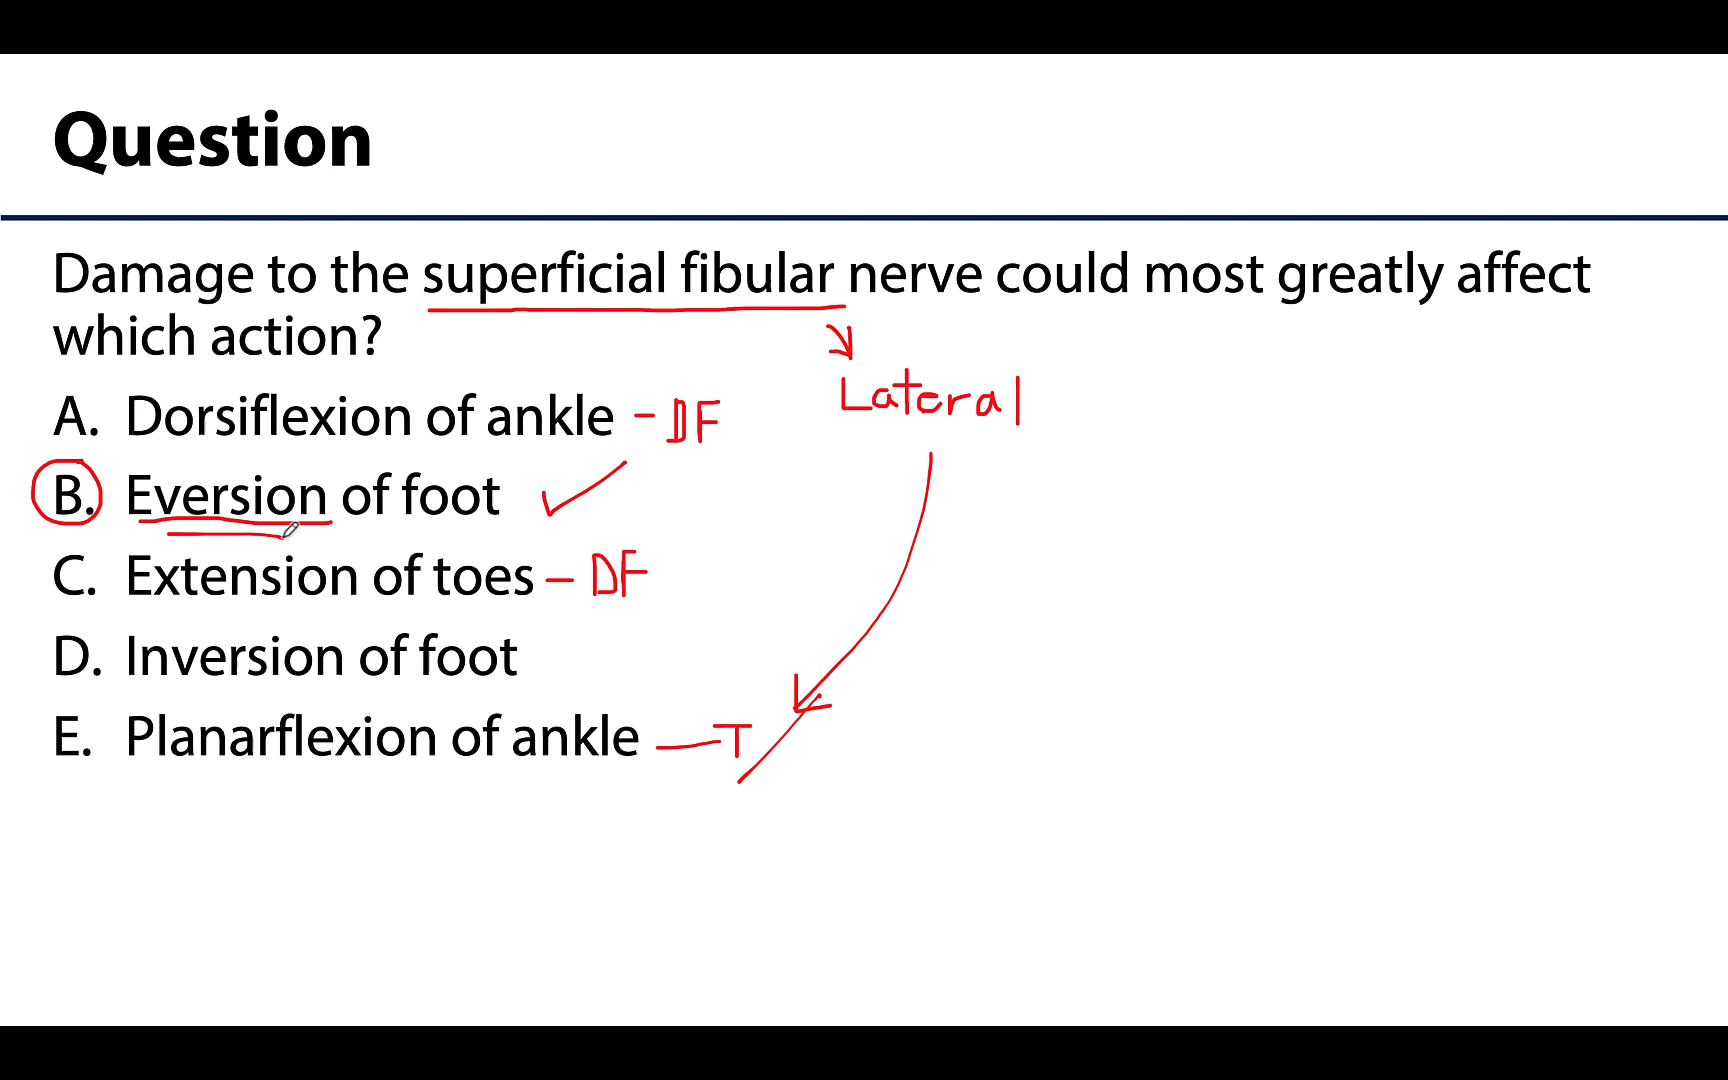 Question
Damage to the superficial fibular nerve could most greatly affect
which action?
Lateral
A. Dorsiflexion of ankle - DF
B. Eversion of foot
C. Extension of toes - DF
D. Inversion of foot
E. Planarflexion of ankle - T